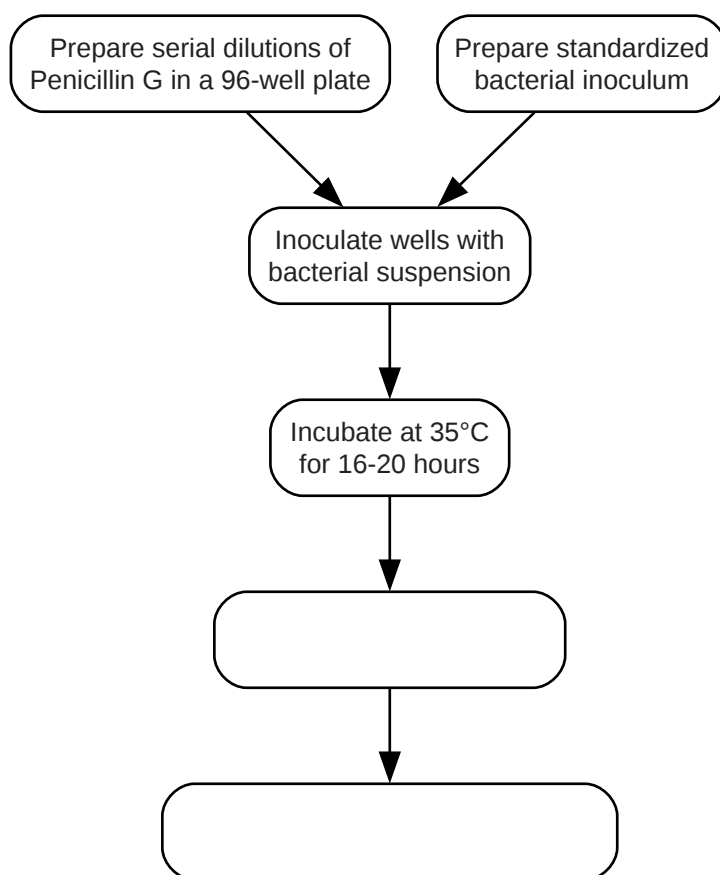 Prepare serial dilutions of
Penicillin G in a 96-well plate
Prepare standardized
bacterial inoculum
Inoculate wells with
bacterial suspension
Incubate at 35°C
for 16-20 hours